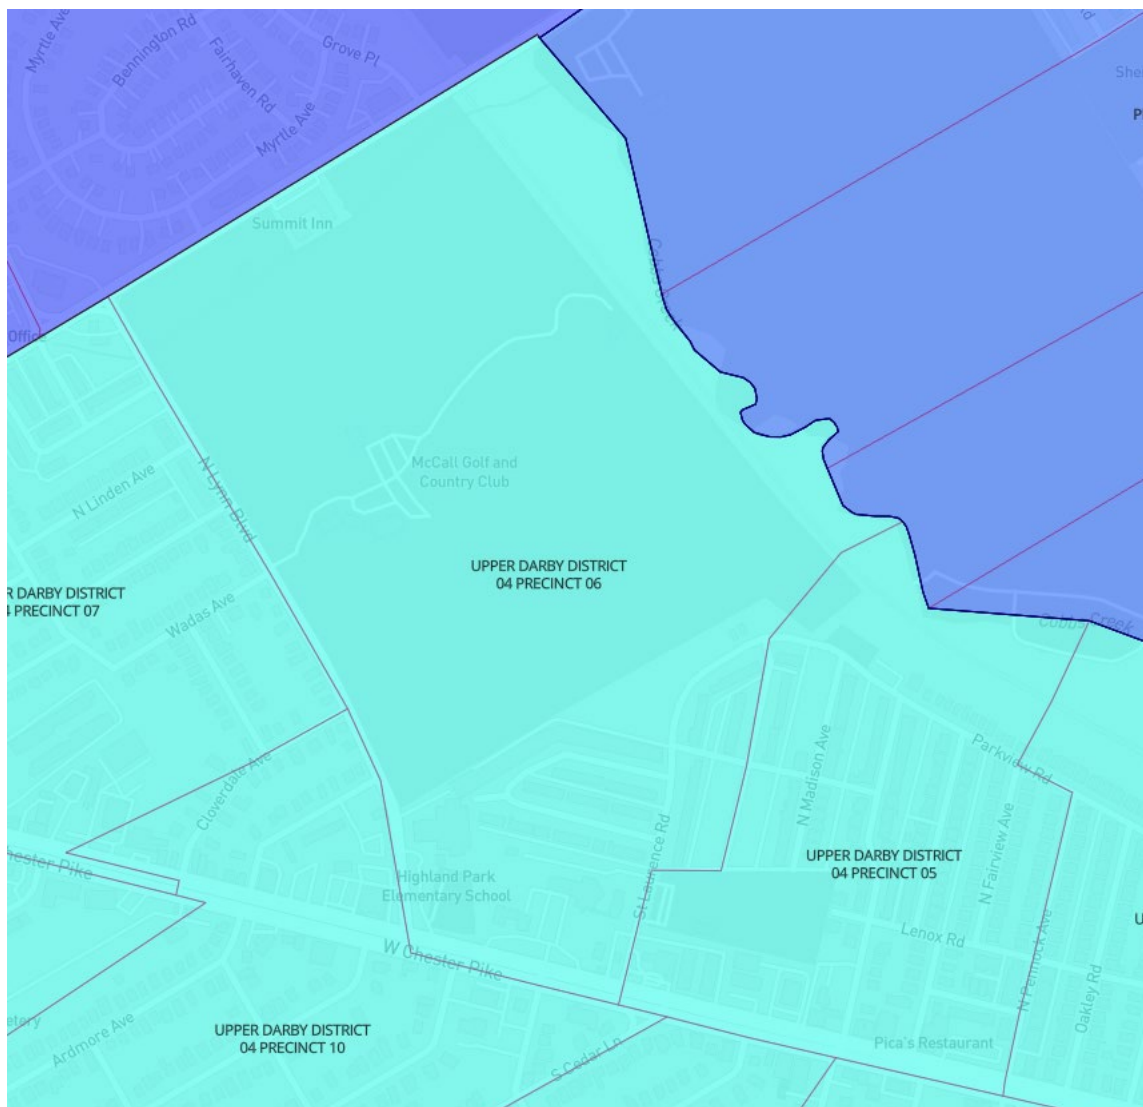 Myrtle Ave
Bennington Rd
Fairhaven Rd
Grove Pl
Myrtle Ave
She
P
Summit Inn
Office
McCall Golf and
Country Club
N Linden Ave
N Lynn Blvd
UPPER DARBY DISTRICT
04 PRECINCT 06
R DARBY DISTRICT
4 PRECINCT 07
Wadas Ave
Cobbs Creek
Parkview Rd
Cloverdale Ave
N Madison Ave
N Fairview Ave
hester Pike
UPPER DARBY DISTRICT
04 PRECINCT 05
Highland Park
Elementary School
St Laurence Rd
U
Lenox Rd
W Chester Pike
N Pennock Ave
Oakley Rd
etery
Ardmore Ave
UPPER DARBY DISTRICT
04 PRECINCT 10
S Cedar Ln
Pica's Restaurant